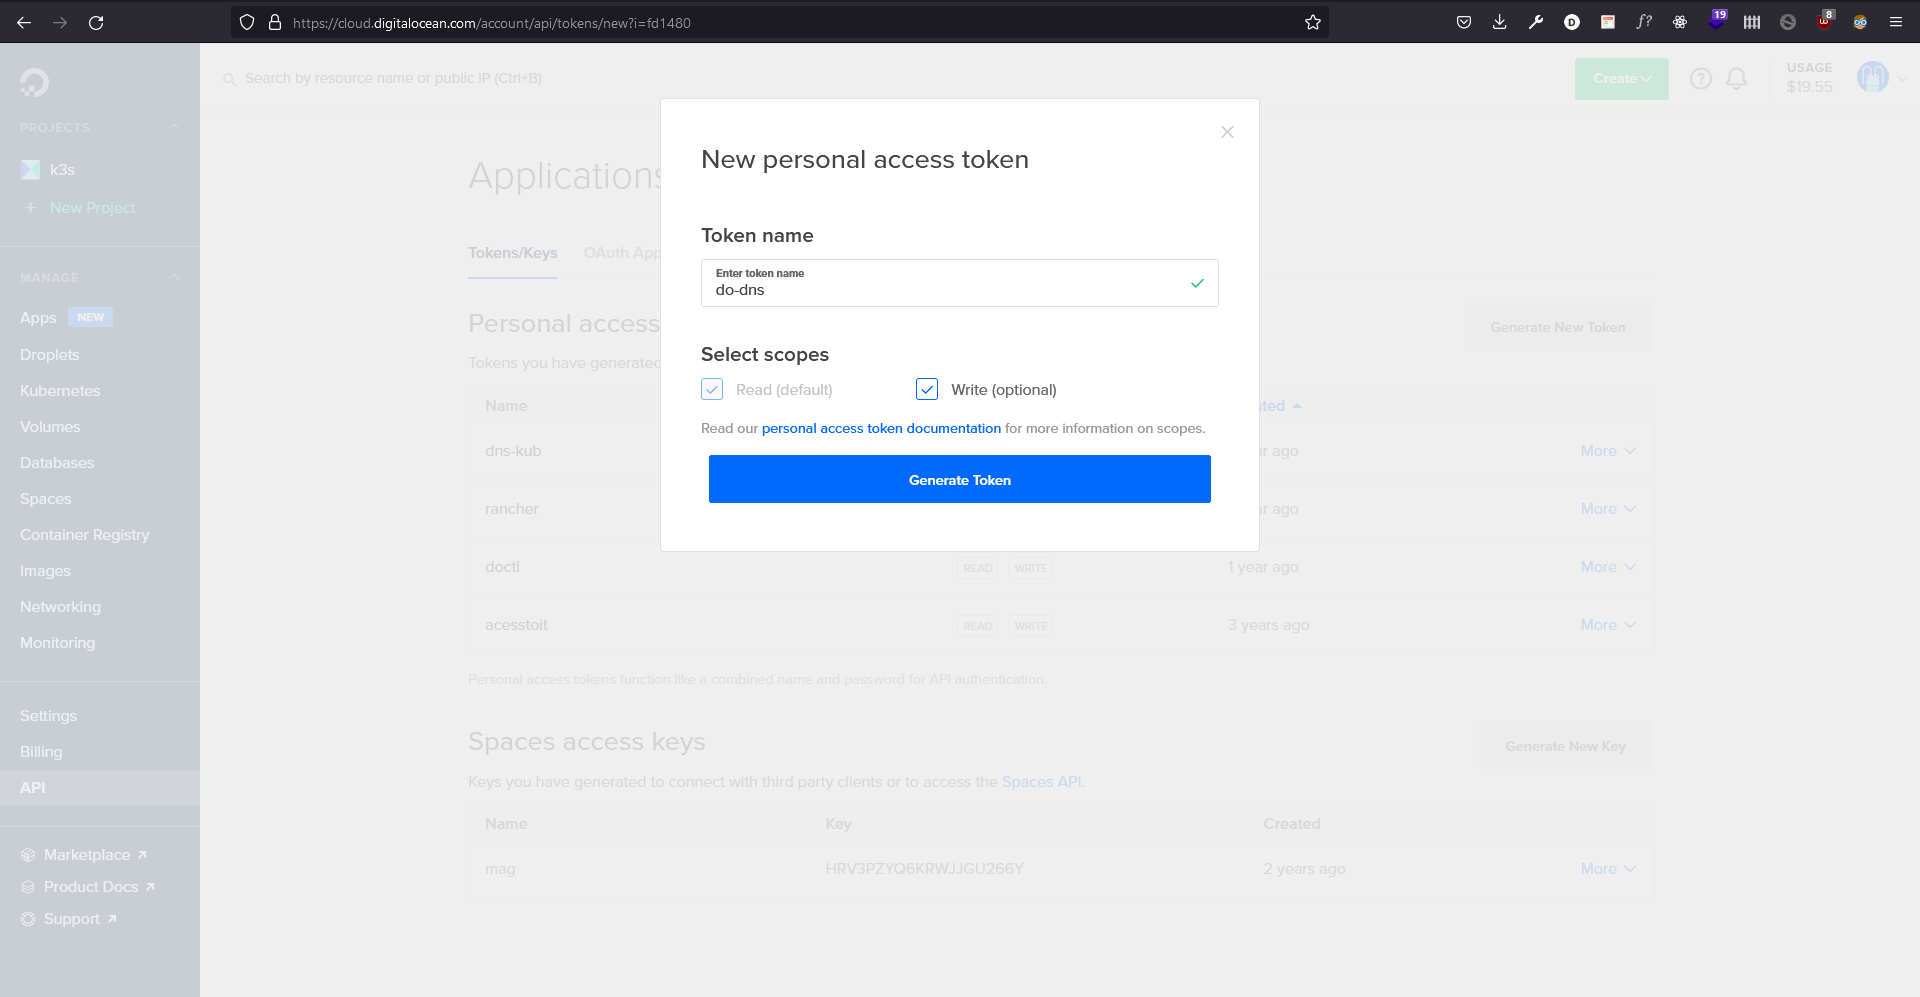 https://cloud.digitalocean.com/account/api/tokens/new?i=fd1480
D
f?
19
8
Search by resource name or public IP (Ctrl+B)
Create
?
USAGE
$19.55
PROJECTS
k3s
+ New Project
MANAGE
Apps NEW
Droplets
Kubernetes
Volumes
Databases
Spaces
Container Registry
Images
Networking
Monitoring
Settings
Billing
API
Marketplace
Product Docs
Support
Applications
Tokens/Keys OAuth App
Personal access
Generate New Token
Tokens you have generated
Name
ted
dns-kub
ar ago
More
rancher
ar ago
More
doctl READ WRITE 1 year ago More
acesstoit READ WRITE 3 years ago More
Personal access tokens function like a combined name and password for API authentication.
Spaces access keys
Generate New Key
Keys you have generated to connect with third party clients or to access the Spaces API.
Name Key Created
mag HRV3PZYQ6KRWJJGU266Y 2 years ago More
New personal access token
Token name
Enter token name
do-dns
Select scopes
Read (default) Write (optional)
Read our personal access token documentation for more information on scopes.
Generate Token